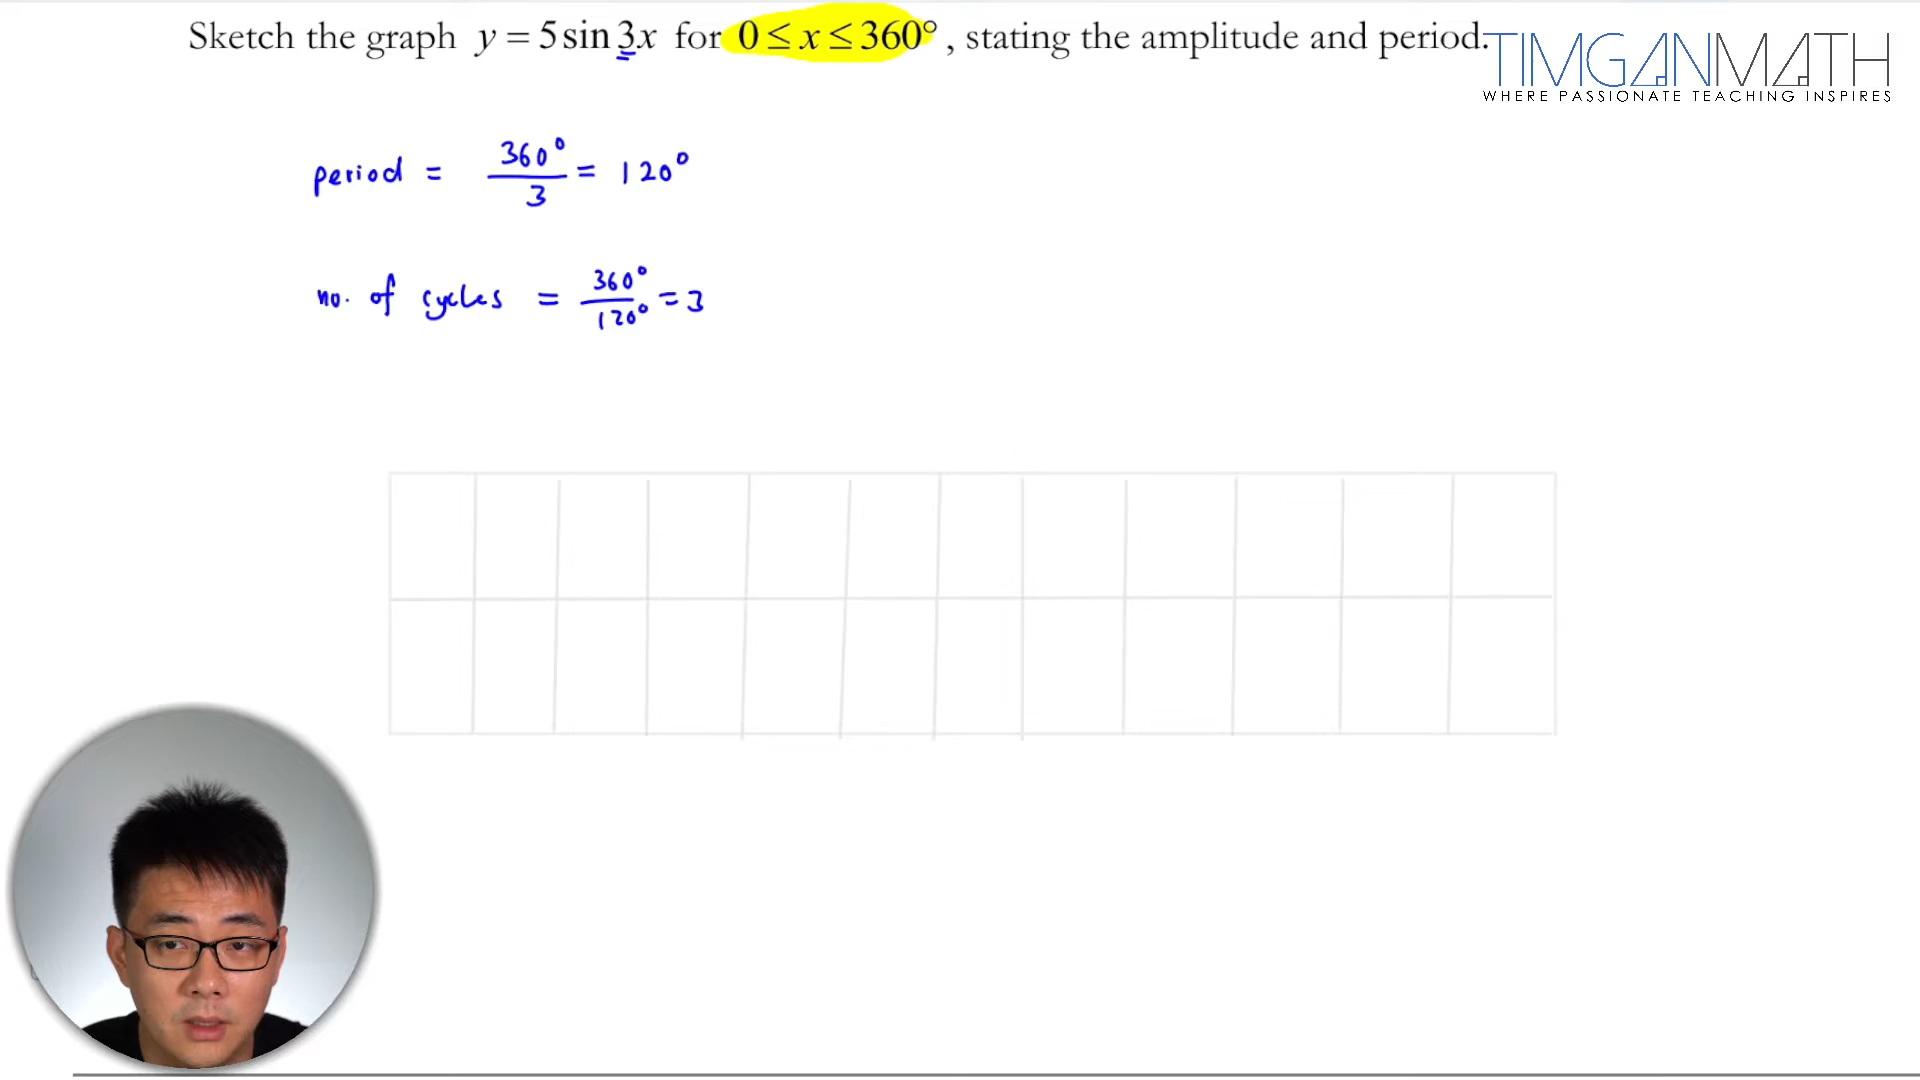 Sketch the graph y = 5 sin 3x for 0 ≤ x ≤ 360°, stating the amplitude and period.
TIMGANMATH
WHERE PASSIONATE TEACHING INSPIRES
period = 360°/3 = 120°
no. of cycles = 360°/120° = 3